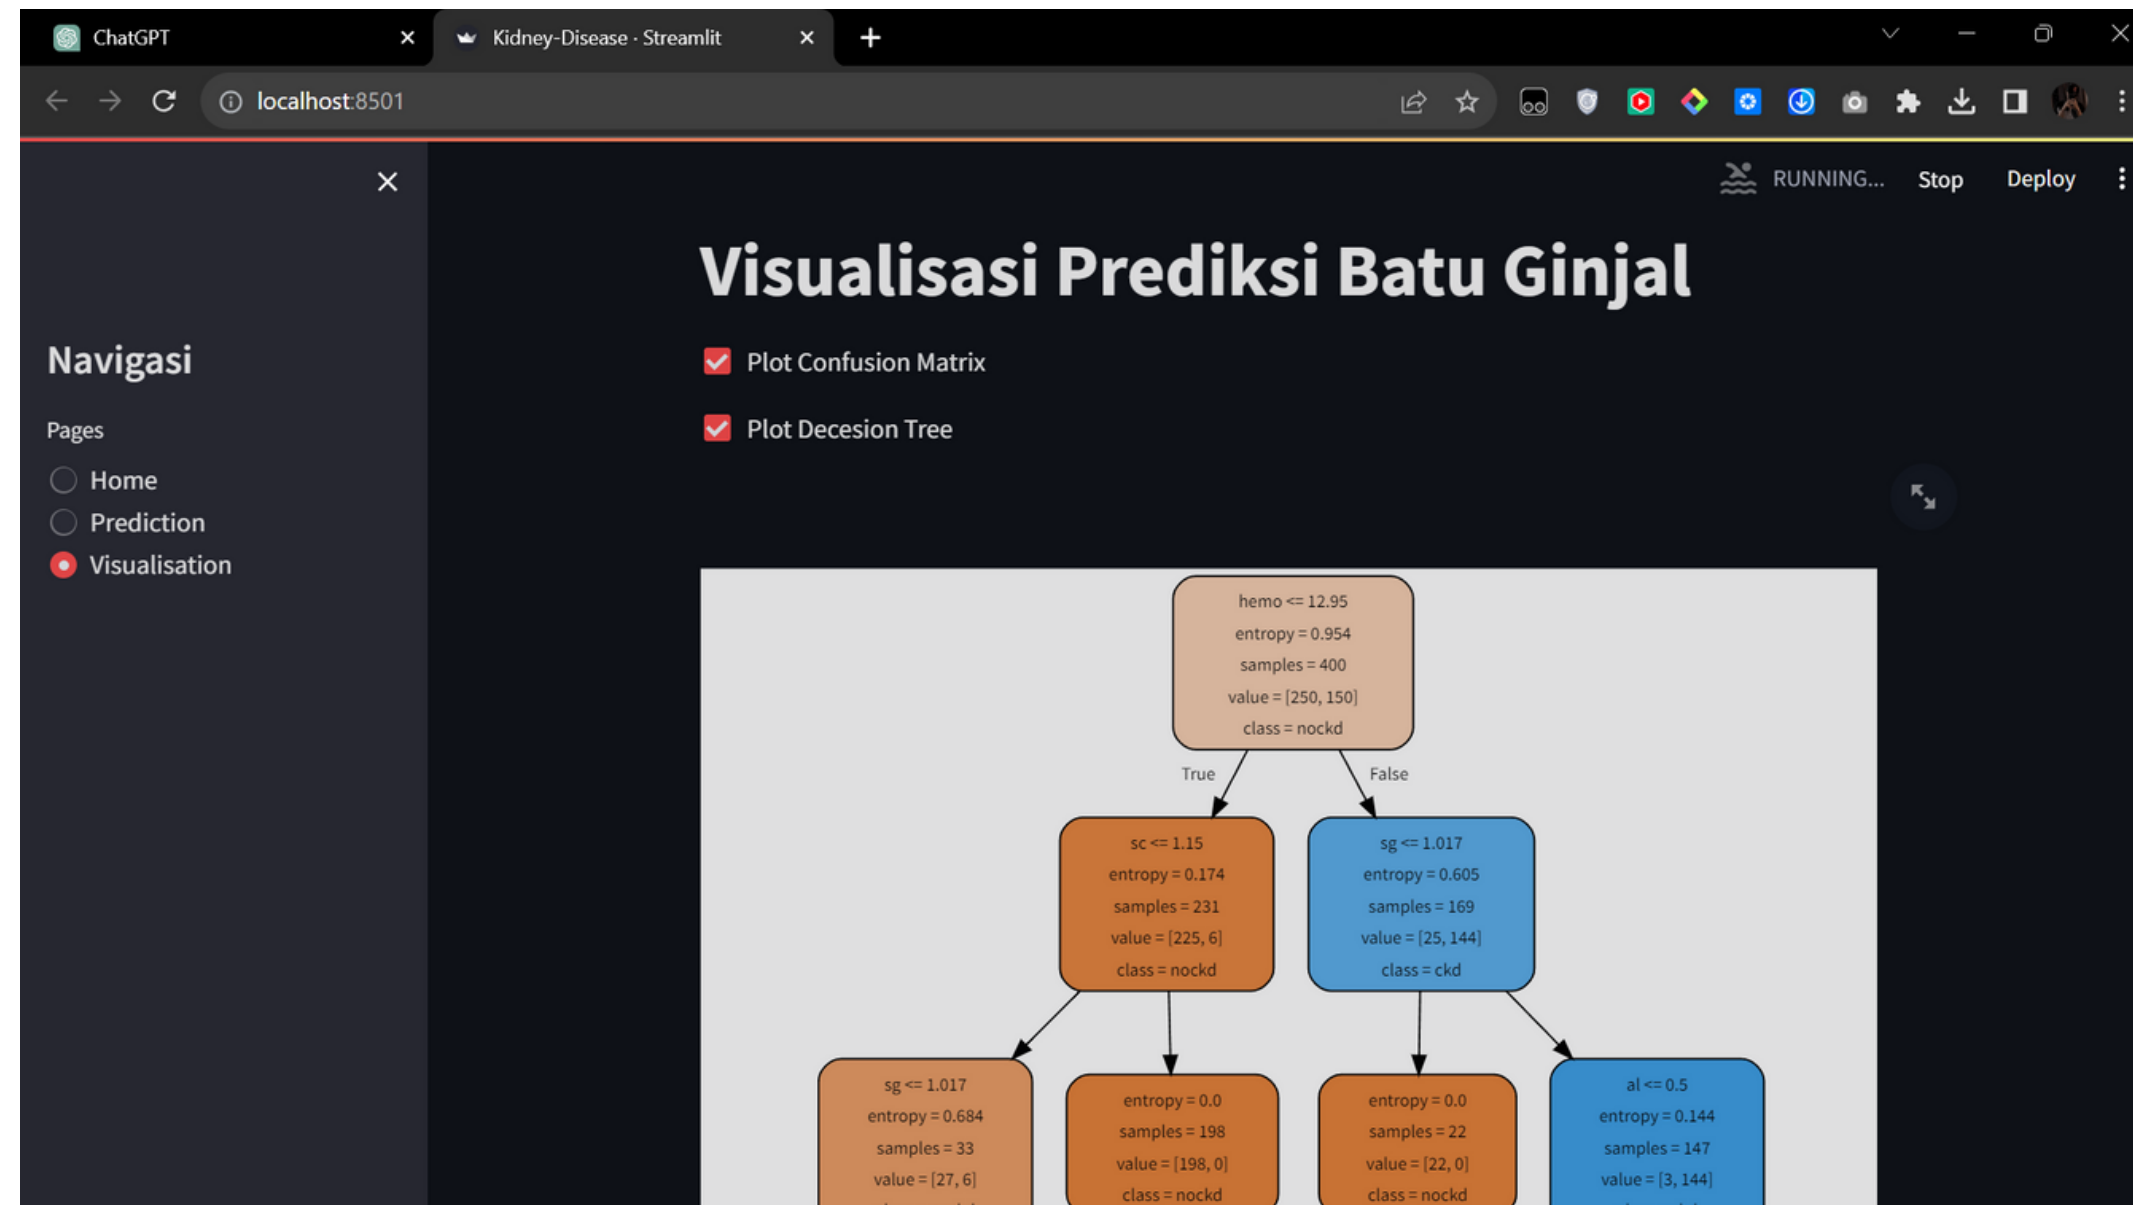 ChatGPT
Kidney-Disease · Streamlit
localhost:8501
RUNNING...
Stop
Deploy
Navigasi
Pages
Home
Prediction
Visualisation
Visualisasi Prediksi Batu Ginjal
Plot Confusion Matrix
Plot Decesion Tree
hemo <= 12.95
entropy = 0.954
samples = 400
value = [250, 150]
class = nockd
True
False
sc <= 1.15
entropy = 0.174
samples = 231
value = [225, 6]
class = nockd
sg <= 1.017
entropy = 0.605
samples = 169
value = [25, 144]
class = ckd
sg <= 1.017
entropy = 0.684
samples = 33
value = [27, 6]
entropy = 0.0
samples = 198
value = [198, 0]
class = nockd
entropy = 0.0
samples = 22
value = [22, 0]
class = nockd
al <= 0.5
entropy = 0.144
samples = 147
value = [3, 144]